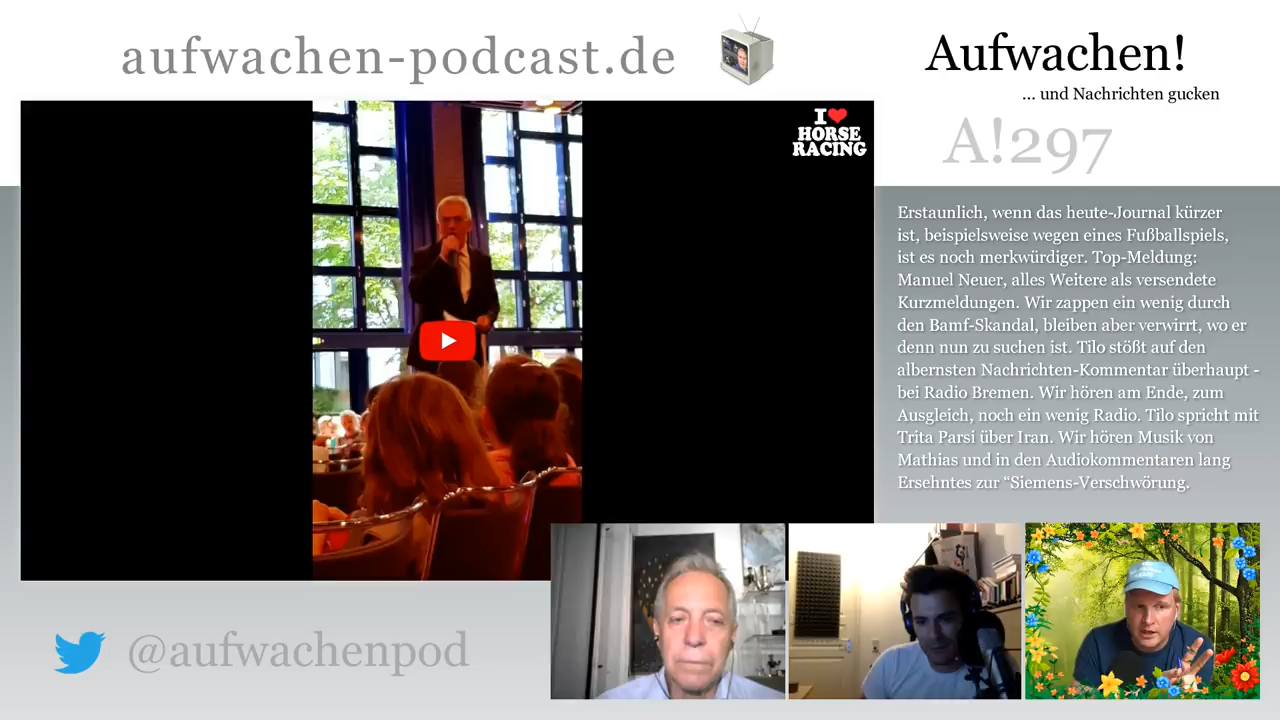 aufwachen-podcast.de
Aufwachen!
... und Nachrichten gucken
A!297
I
HORSE
RACING
Erstaunlich, wenn das heute-Journal kürzer
ist, beispielsweise wegen eines Fußballspiels,
ist es noch merkwürdiger. Top-Meldung:
Manuel Neuer, alles Weitere als versendete
Kurzmeldungen. Wir zappen ein wenig durch
den Bamf-Skandal, bleiben aber verwirrt, wo er
denn nun zu suchen ist. Tilo stößt auf den
albernsten Nachrichten-Kommentar überhaupt -
bei Radio Bremen. Wir hören am Ende, zum
Ausgleich, noch ein wenig Radio. Tilo spricht mit
Trita Parsi über Iran. Wir hören Musik von
Mathias und in den Audiokommentaren lang
Ersehntes zur “Siemens-Verschwörung.
@aufwachenpod